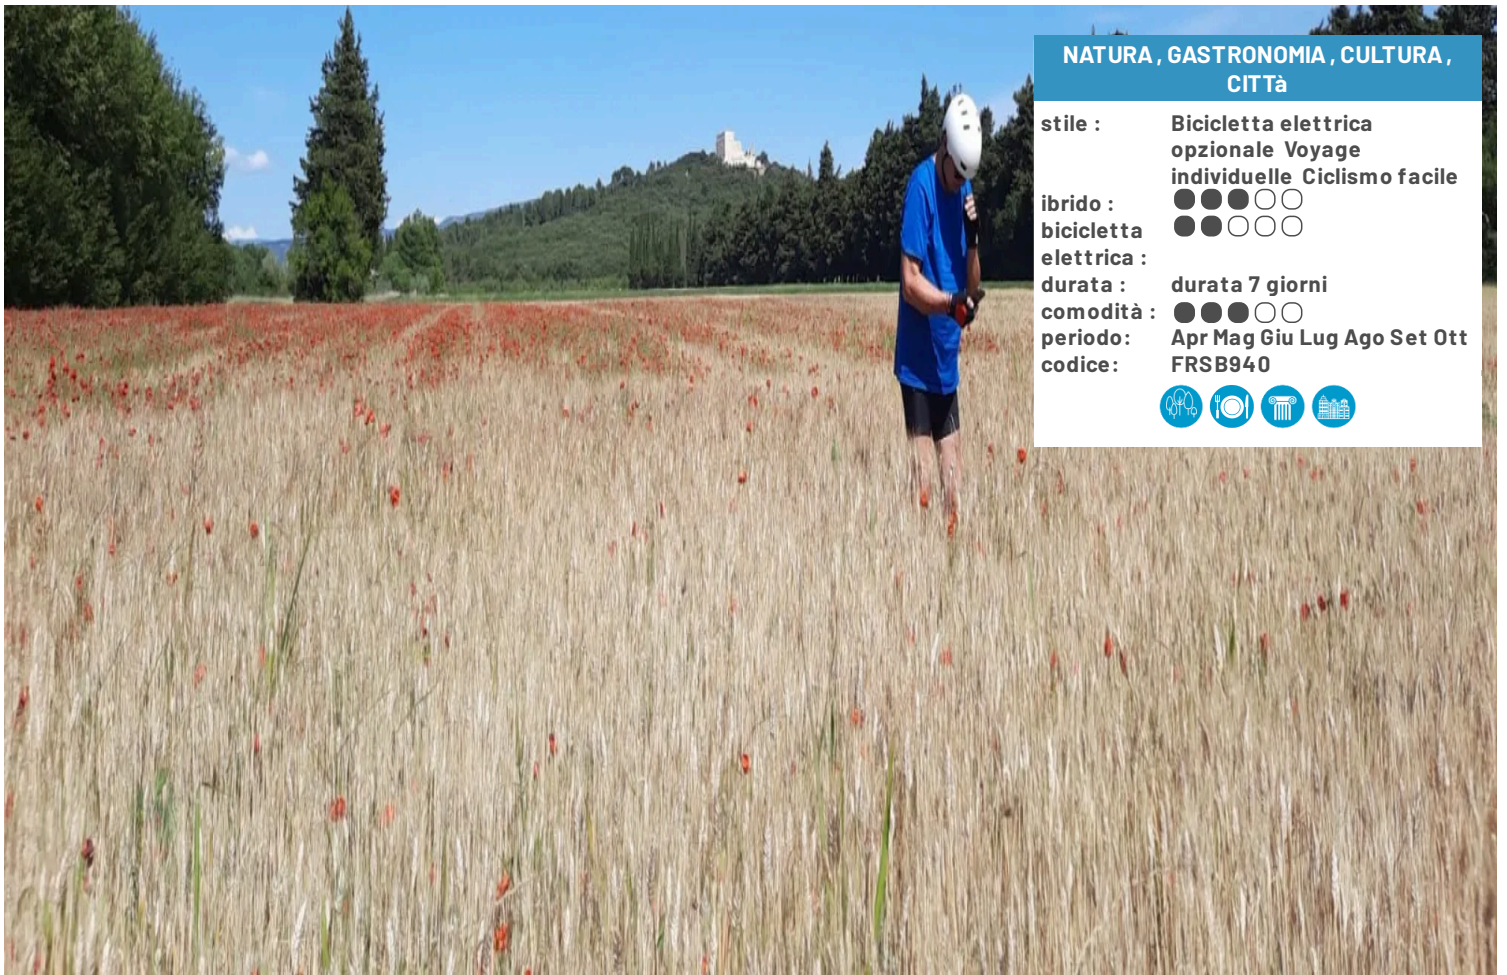 NATURA , GASTRONOMIA , CULTURA ,
CITTà
stile : Bicicletta elettrica
opzionale Voyage
individuelle Ciclismo facile
ibrido :
bicicletta
elettrica :
durata : durata 7 giorni
comodità :
periodo: Apr Mag Giu Lug Ago Set Ott
codice: FRSB940